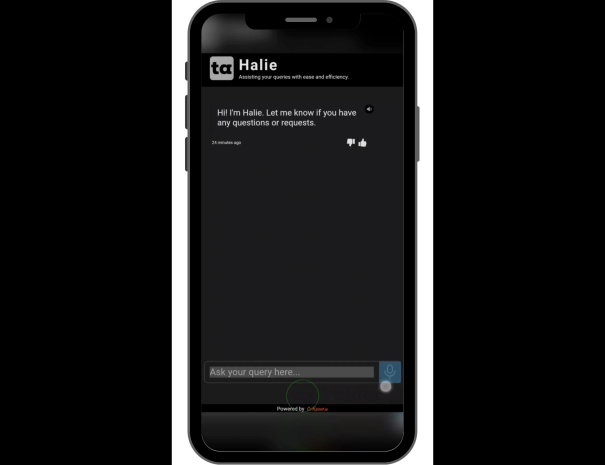 ta
Halie
Assisting your queries with ease and efficiency.
Hi! I'm Halie. Let me know if you have
any questions or requests.
24 minutes ago
Ask your query here...
Powered by